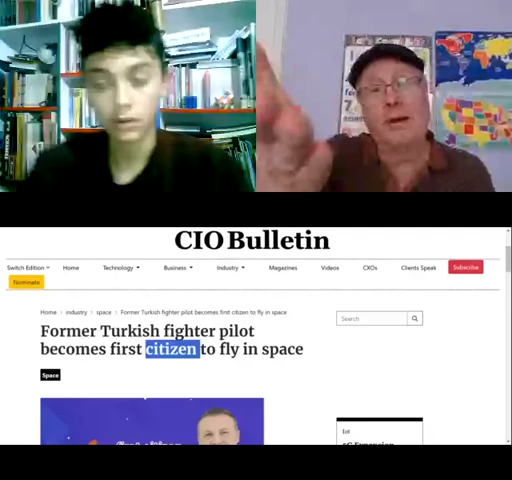 CIO Bulletin
Switch Edition
Home
Technology
Business
Industry
Magazines
Videos
CXOs
Clients Speak
Subscribe
Nominate
Home > industry > space > Former Turkish fighter pilot becomes first citizen to fly in space
Former Turkish fighter pilot
becomes first citizen to fly in space
Search
Space